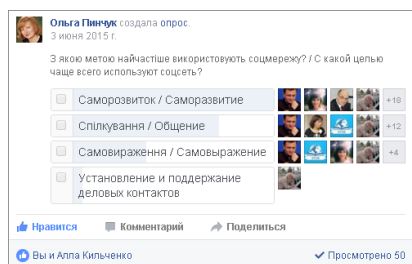 Ольга Пинчук создала опрос.
3 июня 2015 г.
З якою метою найчастіше використовують соцмережу? / С какой целью
чаще всего используют соцсеть?
Саморозвиток / Саморазвитие
+18
Спілкування / Общение
+12
Самовираження / Самовыражение
+4
Установление и поддержание
деловых контактов
Нравится Комментарий Поделиться
Вы и Алла Кильченко Просмотрено 50